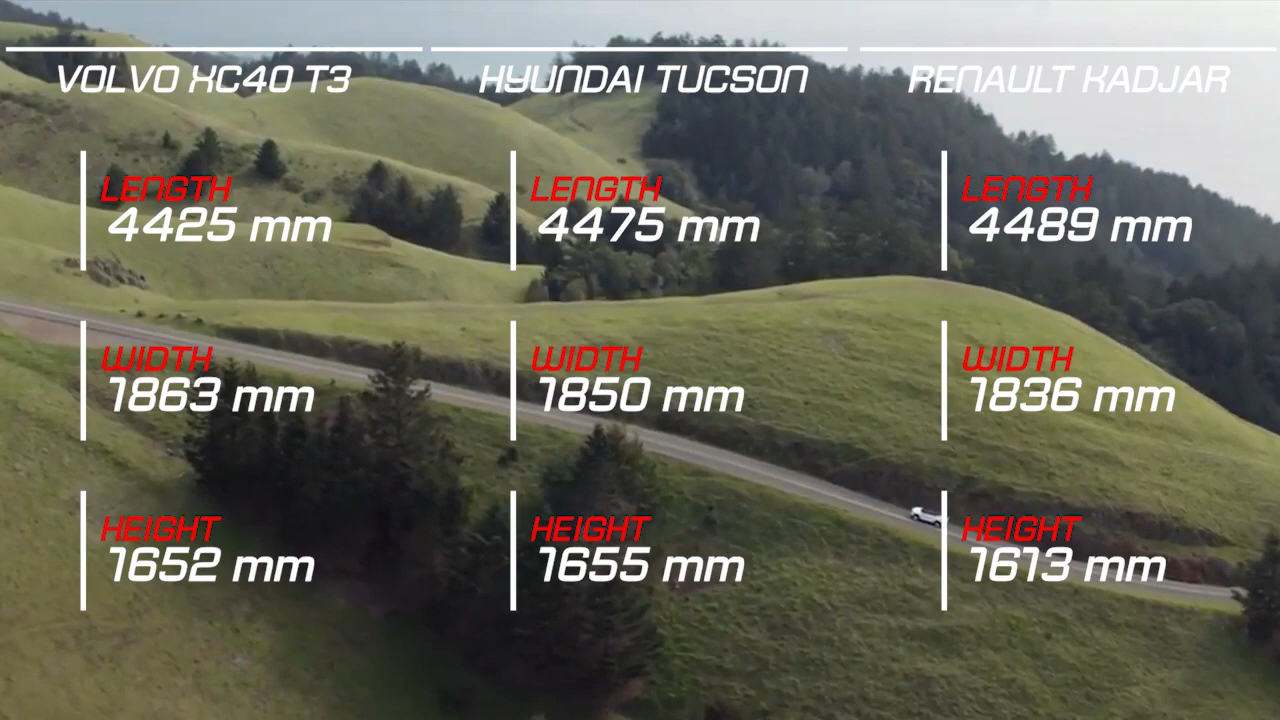 VOLVO XC40 T3
HYUNDAI TUCSON
RENAULT KADJAR
LENGTH
4425 mm
LENGTH
4475 mm
LENGTH
4489 mm
WIDTH
1863 mm
WIDTH
1850 mm
WIDTH
1836 mm
HEIGHT
1652 mm
HEIGHT
1655 mm
HEIGHT
1613 mm